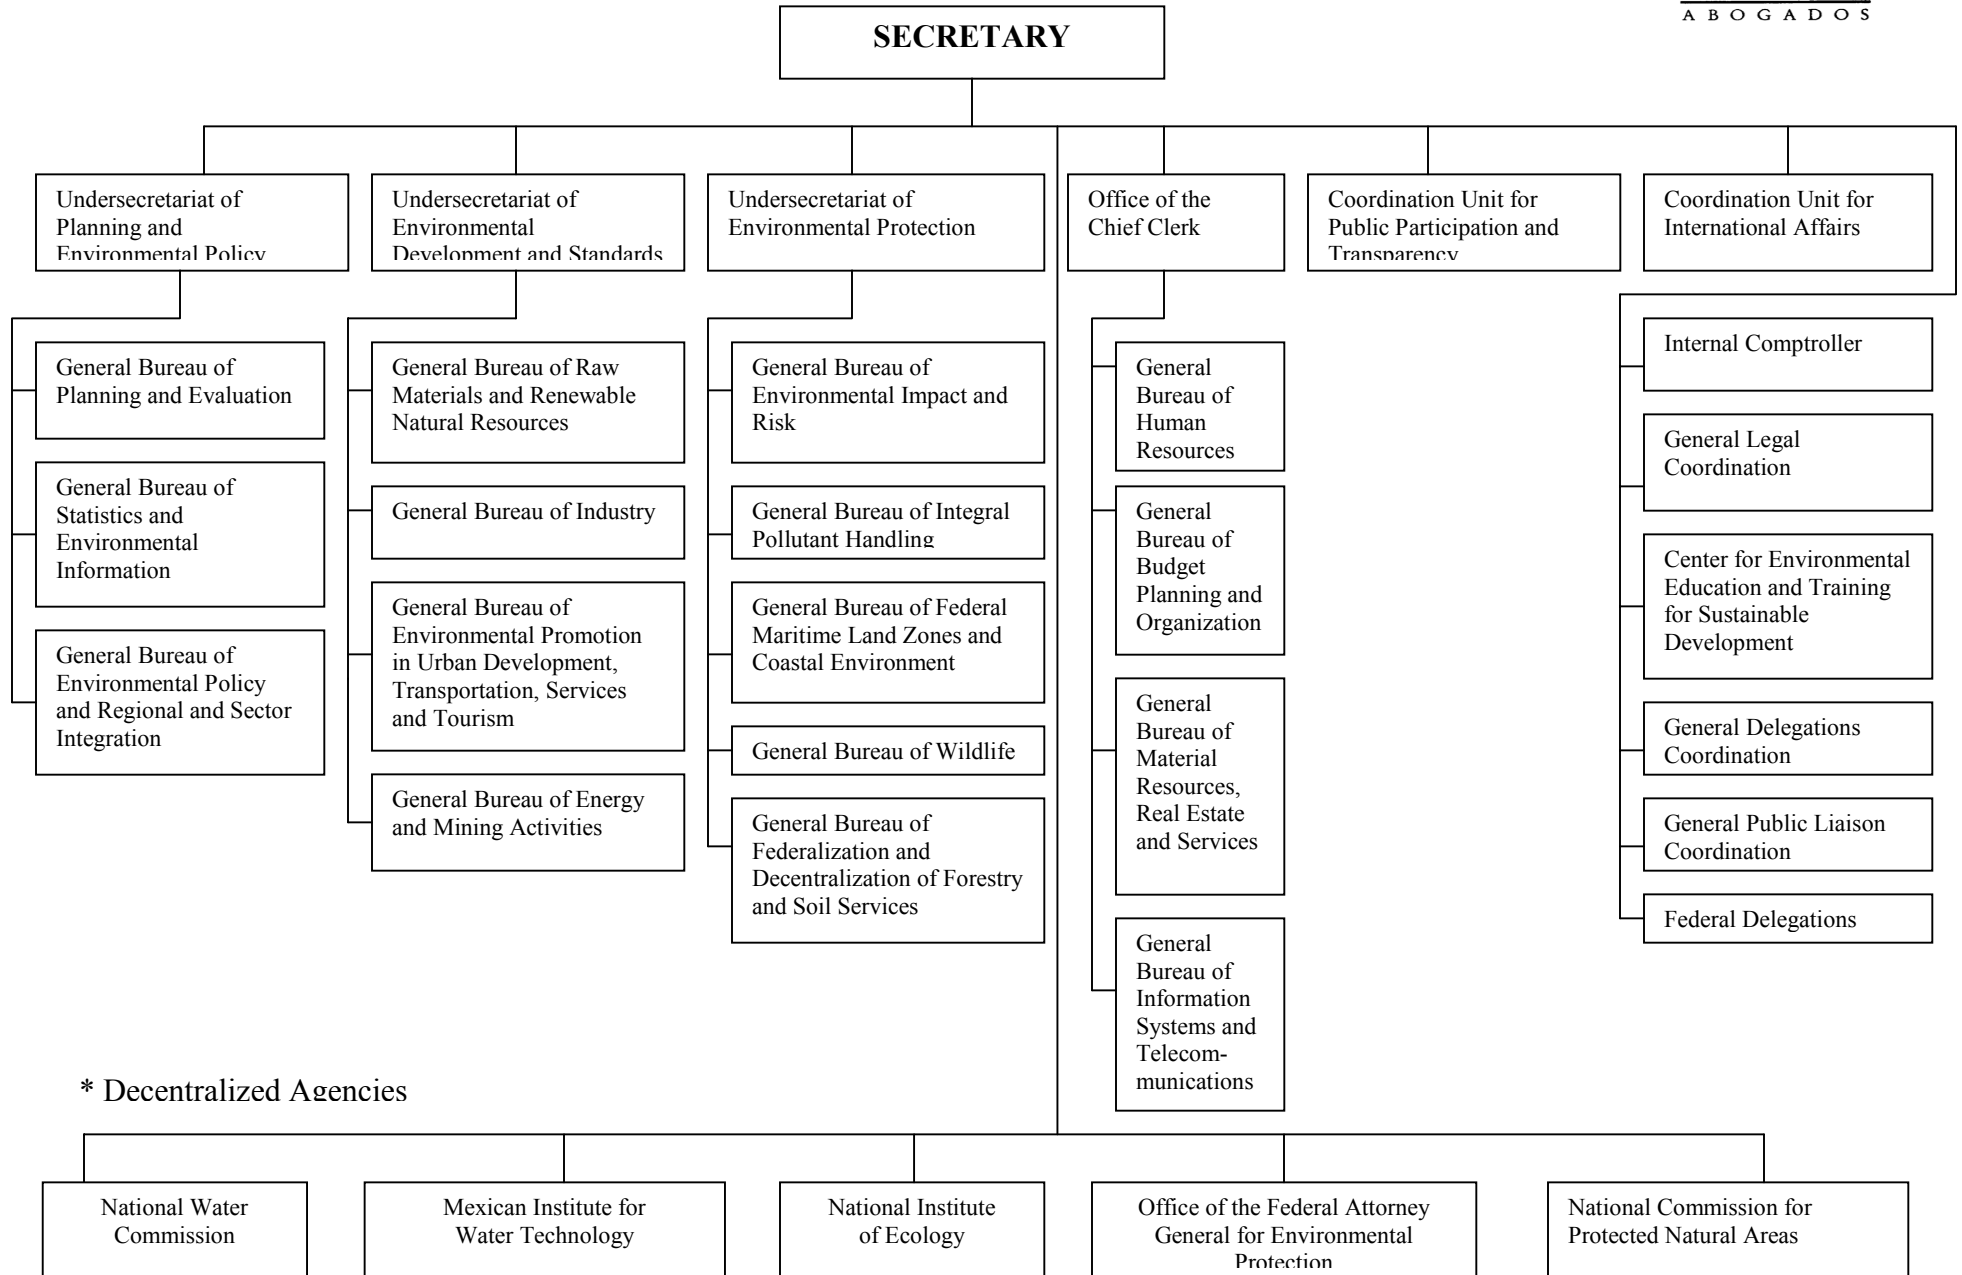 ABOGADOS
SECRETARY
Undersecretariat of
Planning and
Environmental Policy
Undersecretariat of
Environmental
Development and Standards
Undersecretariat of
Environmental Protection
Office of the
Chief Clerk
Coordination Unit for
Public Participation and
Transparency
Coordination Unit for
International Affairs
General Bureau of
Planning and Evaluation
General Bureau of
Statistics and
Environmental
Information
General Bureau of
Environmental Policy
and Regional and Sector
Integration
General Bureau of Raw
Materials and Renewable
Natural Resources
General Bureau of Industry
General Bureau of
Environmental Promotion
in Urban Development,
Transportation, Services
and Tourism
General Bureau of Energy
and Mining Activities
General Bureau of
Environmental Impact and
Risk
General Bureau of Integral
Pollutant Handling
General Bureau of Federal
Maritime Land Zones and
Coastal Environment
General Bureau of Wildlife
General Bureau of
Federalization and
Decentralization of Forestry
and Soil Services
General
Bureau of
Human
Resources
General
Bureau of
Budget
Planning and
Organization
General
Bureau of
Material
Resources,
Real Estate
and Services
General
Bureau of
Information
Systems and
Telecom-
munications
Internal Comptroller
General Legal
Coordination
Center for Environmental
Education and Training
for Sustainable
Development
General Delegations
Coordination
General Public Liaison
Coordination
Federal Delegations
* Decentralized Agencies
National Water
Commission
Mexican Institute for
Water Technology
National Institute
of Ecology
Office of the Federal Attorney
General for Environmental
Protection
National Commission for
Protected Natural Areas